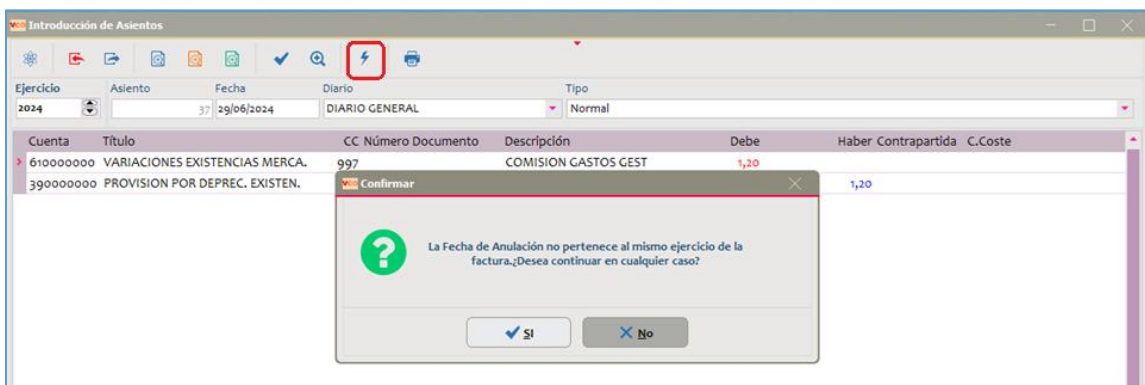 VCO Introducción de Asientos
Ejercicio Asiento Fecha Diario Tipo
2024 37 29/06/2024 DIARIO GENERAL Normal
Cuenta Título CC Número Documento Descripción Debe Haber Contrapartida C.Coste
610000000 VARIACIONES EXISTENCIAS MERCA. 997 COMISION GASTOS GEST 1,20
390000000 PROVISION POR DEPREC. EXISTEN. 1,20
VCO Confirmar
La Fecha de Anulación no pertenece al mismo ejercicio de la
factura.¿Desea continuar en cualquier caso?
SI No